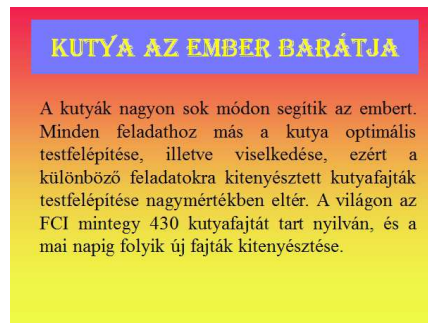 KUTYA AZ EMBER BARÁTJA
A kutyák nagyon sok módon segítik az embert.
Minden feladathoz más a kutya optimális
testfelépítése, illetve viselkedése, ezért a
különböző feladatokra kitenyésztett kutyafajták
testfelépítése nagymértékben eltér. A világon az
FCI mintegy 430 kutyafajtát tart nyilván, és a
mai napig folyik új fajták kitenyésztése.